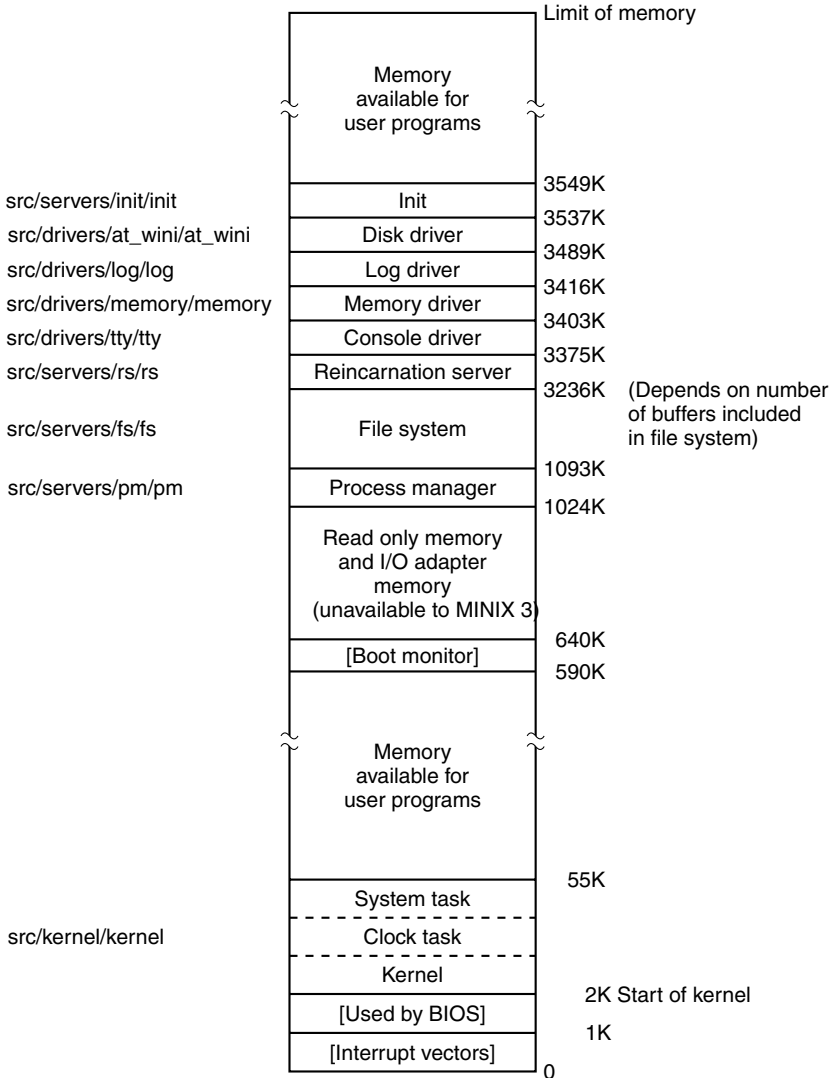 Limit of memory
Memory
available for
user programs
3549K
src/servers/init/init
Init
3537K
src/drivers/at_wini/at_wini
Disk driver
3489K
src/drivers/log/log
Log driver
3416K
src/drivers/memory/memory
Memory driver
3403K
src/drivers/tty/tty
Console driver
3375K
src/servers/rs/rs
Reincarnation server
3236K
(Depends on number
of buffers included
in file system)
src/servers/fs/fs
File system
1093K
src/servers/pm/pm
Process manager
1024K
Read only memory
and I/O adapter
memory
(unavailable to MINIX 3)
640K
[Boot monitor]
590K
Memory
available for
user programs
55K
System task
src/kernel/kernel
Clock task
Kernel
2K Start of kernel
[Used by BIOS]
1K
[Interrupt vectors]
0